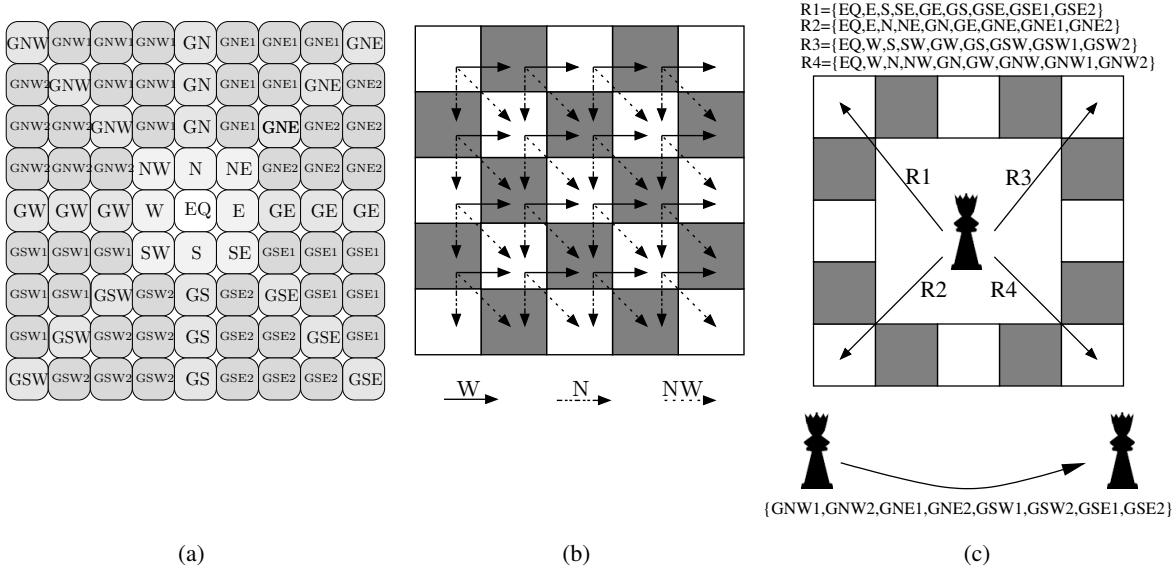 GNW GNW1 GNW1 GNW1 GN GNE1 GNE1 GNE1 GNE
GNW2 GNW GNW1 GNW1 GN GNE1 GNE1 GNE GNE2
GNW2 GNW2 GNW GNW1 GN GNE1 GNE GNE2 GNE2
GNW2 GNW2 GNW2 NW N NE GNE2 GNE2 GNE2
GW GW GW W EQ E GE GE GE
GSW1 GSW1 GSW1 SW S SE GSE1 GSE1 GSE1
GSW1 GSW1 GSW GSW2 GS GSE2 GSE GSE1 GSE1
GSW1 GSW GSW2 GSW2 GS GSE2 GSE2 GSE GSE1
GSW GSW2 GSW2 GSW2 GS GSE2 GSE2 GSE2 GSE
(a)
W N NW
(b)
R1={EQ,E,S,SE,GE,GS,GSE,GSE1,GSE2}
R2={EQ,E,N,NE,GN,GE,GNE,GNE1,GNE2}
R3={EQ,W,S,SW,GW,GS,GSW,GSW1,GSW2}
R4={EQ,W,N,NW,GN,GW,GNW,GNW1,GNW2}
R1 R3
R2 R4
{GNW1,GNW2,GNE1,GNE2,GSW1,GSW2,GSE1,GSE2}
(c)